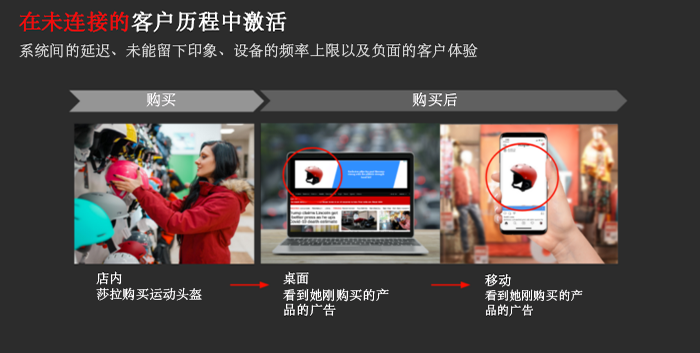 在未连接的客户历程中激活
系统间的延迟、未能留下印象、设备的频率上限以及负面的客户体验
购买
购买后
店内
莎拉购买运动头盔
桌面
看到她刚购买的产
品的广告
移动
看到她刚购买的产
品的广告